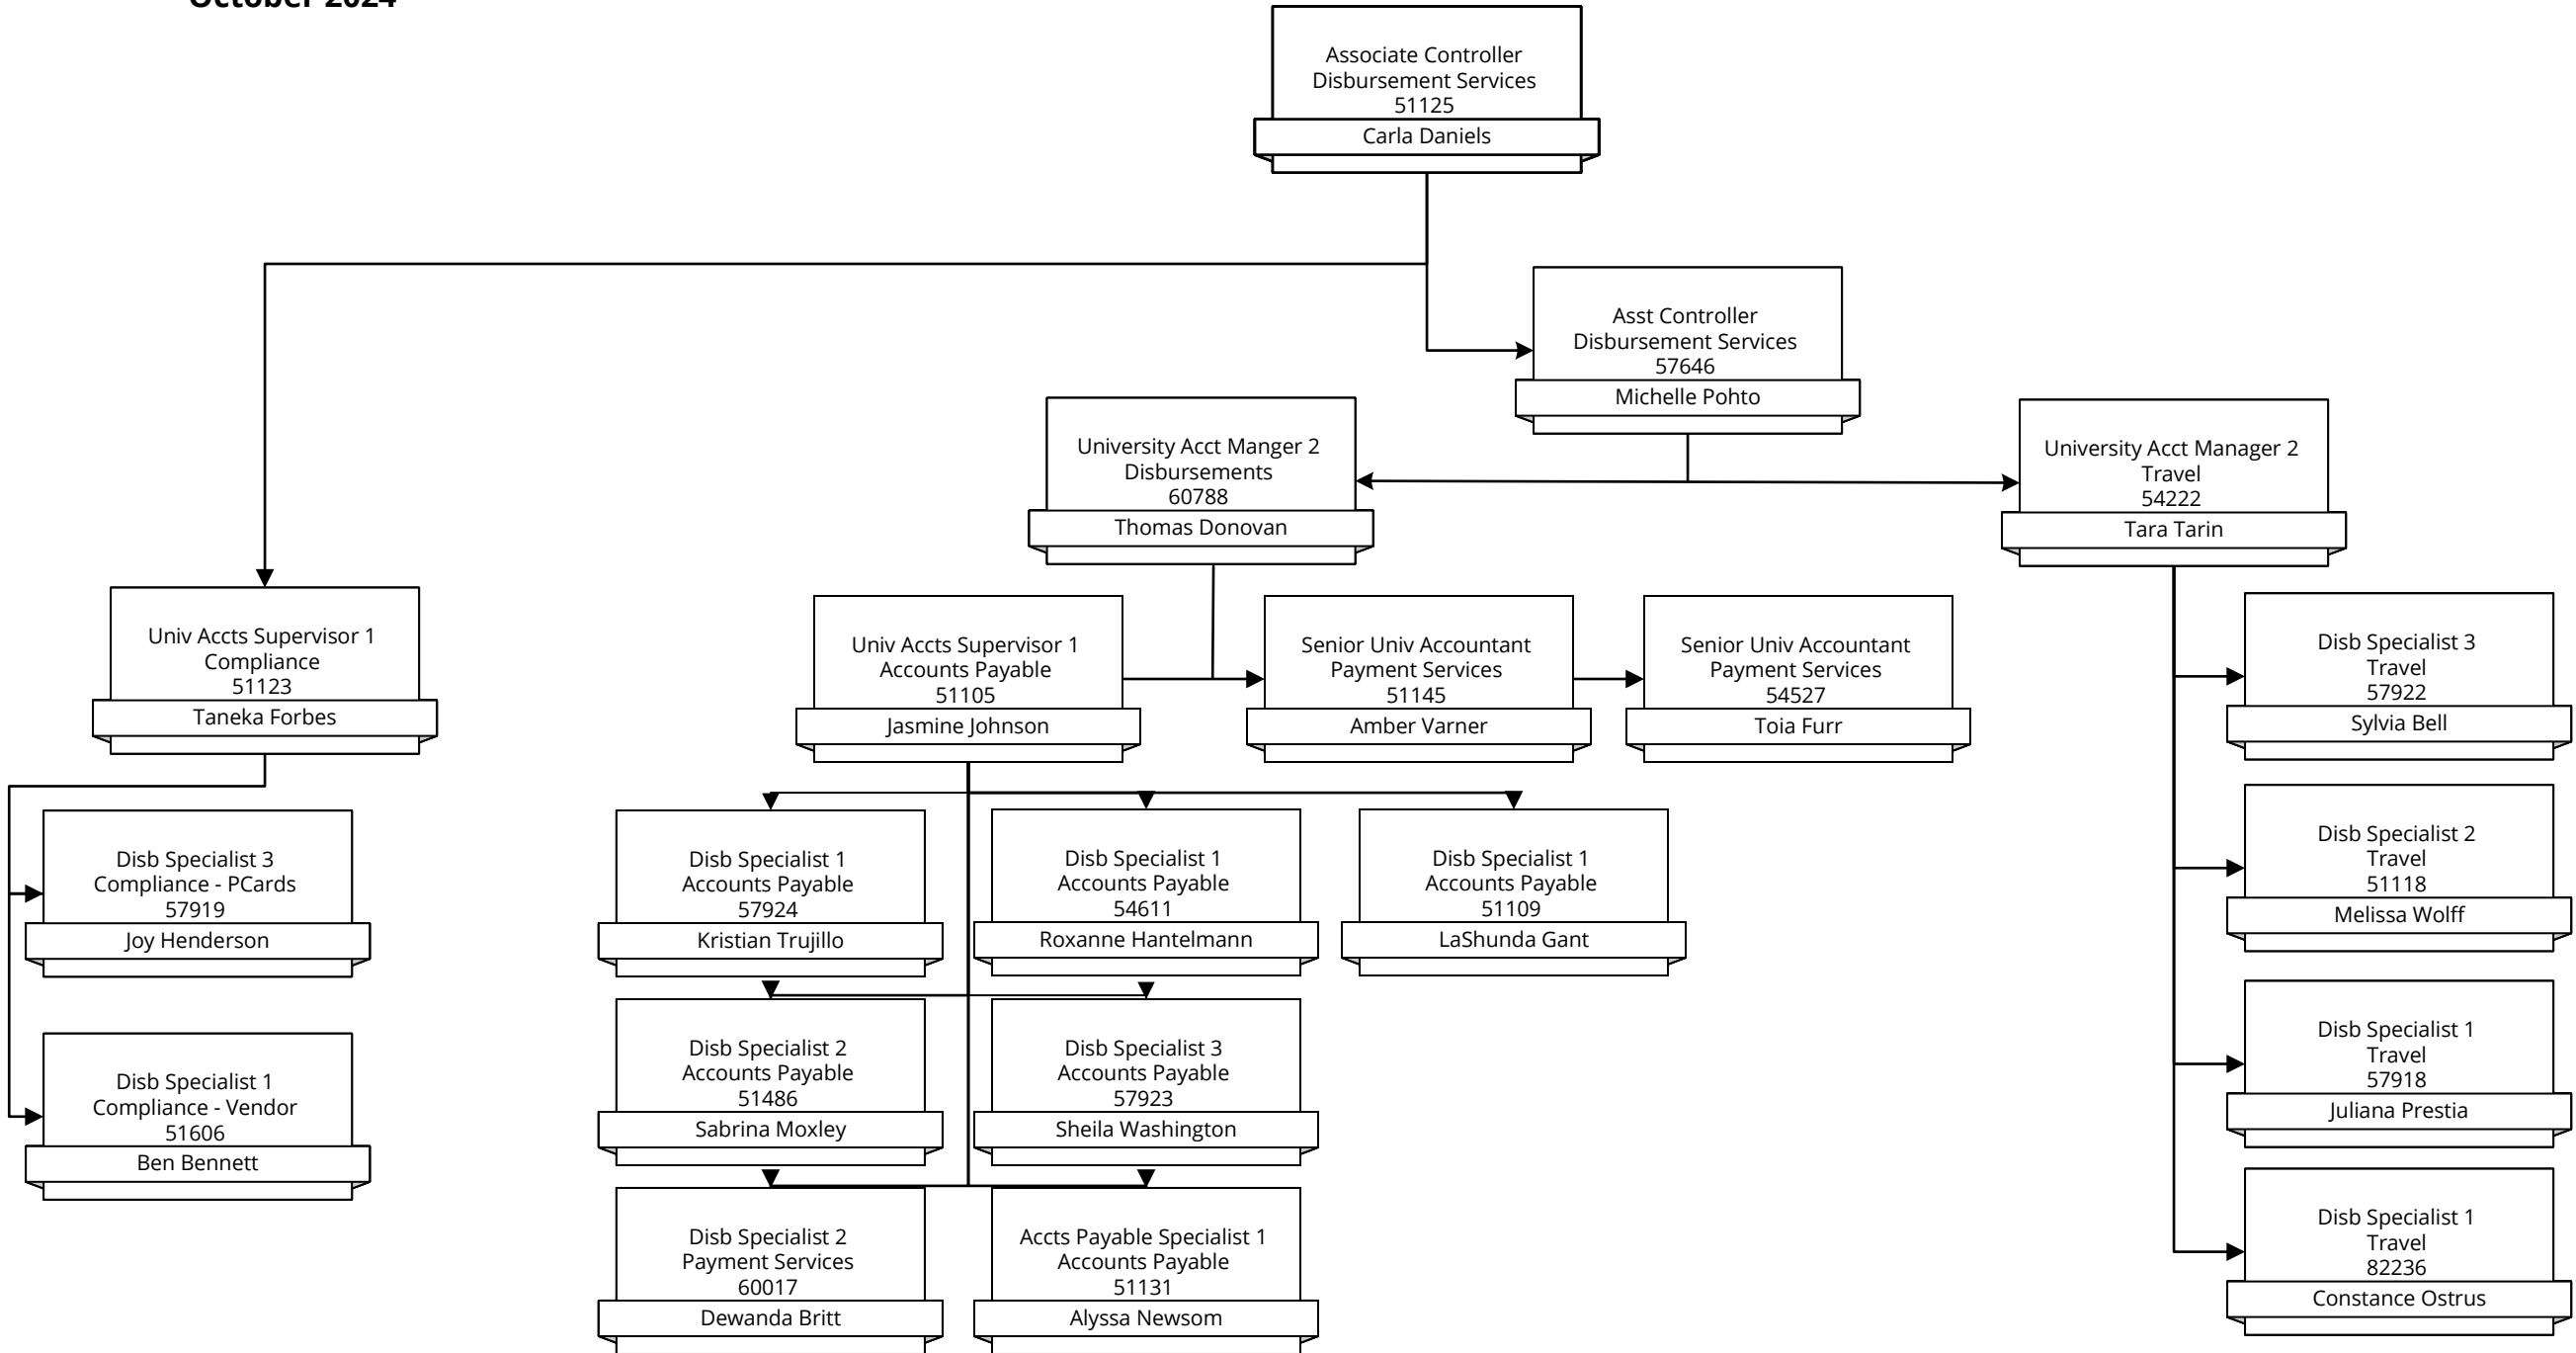 October 2024
Associate Controller
Disbursement Services
51125
Carla Daniels
Asst Controller
Disbursement Services
57646
Michelle Pohto
University Acct Manger 2
Disbursements
60788
Thomas Donovan
University Acct Manager 2
Travel
54222
Tara Tarin
Univ Accts Supervisor 1
Compliance
51123
Taneka Forbes
Univ Accts Supervisor 1
Accounts Payable
51105
Jasmine Johnson
Senior Univ Accountant
Payment Services
51145
Amber Varner
Senior Univ Accountant
Payment Services
54527
Toia Furr
Disb Specialist 3
Travel
57922
Sylvia Bell
Disb Specialist 3
Compliance - PCards
57919
Joy Henderson
Disb Specialist 1
Accounts Payable
57924
Kristian Trujillo
Disb Specialist 1
Accounts Payable
54611
Roxanne Hantelmann
Disb Specialist 1
Accounts Payable
51109
LaShunda Gant
Disb Specialist 2
Travel
51118
Melissa Wolff
Disb Specialist 1
Compliance - Vendor
51606
Ben Bennett
Disb Specialist 2
Accounts Payable
51486
Sabrina Moxley
Disb Specialist 3
Accounts Payable
57923
Sheila Washington
Disb Specialist 1
Travel
57918
Juliana Prestia
Disb Specialist 2
Payment Services
60017
Dewanda Britt
Accts Payable Specialist 1
Accounts Payable
51131
Alyssa Newsom
Disb Specialist 1
Travel
82236
Constance Ostrus